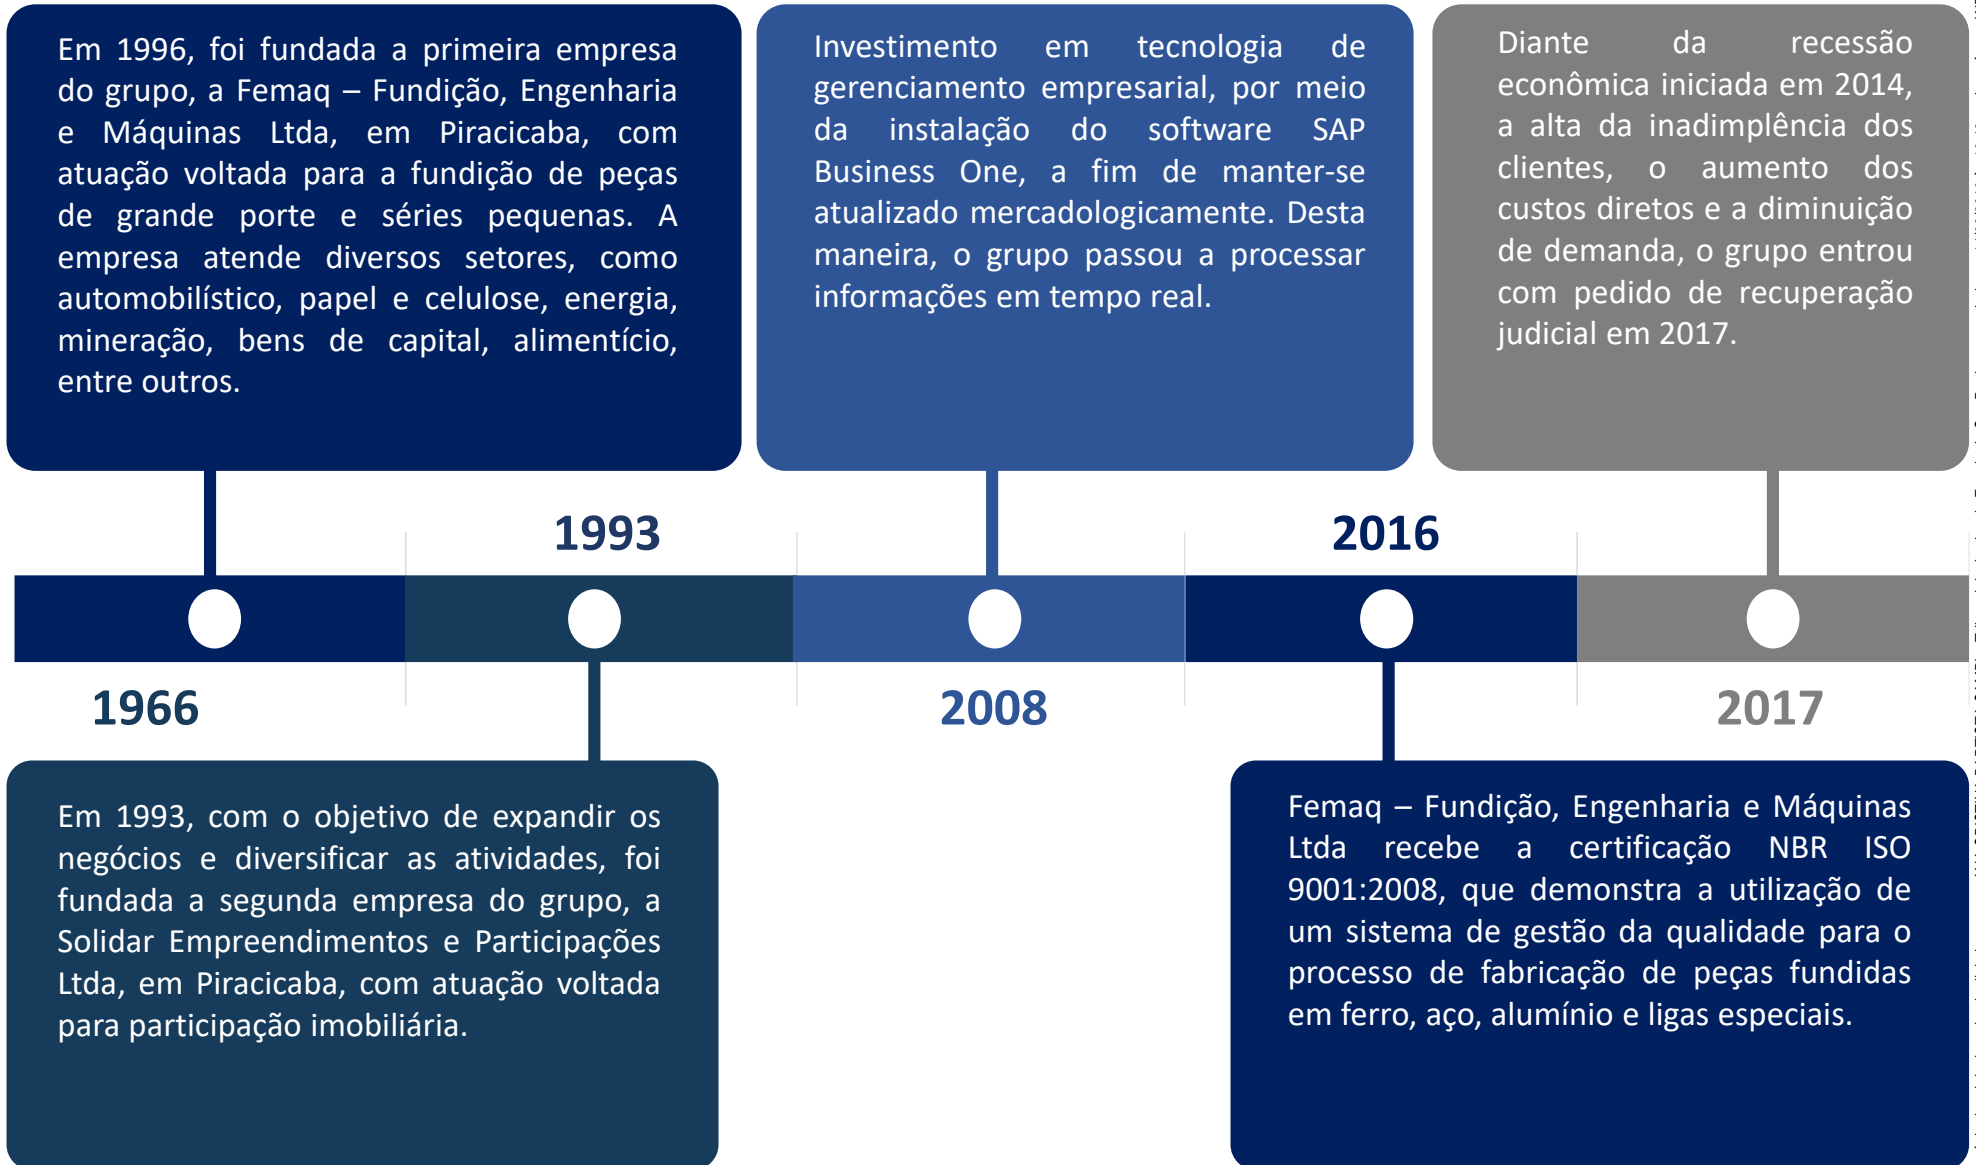 Em 1996, foi fundada a primeira empresa
do grupo, a Femaq – Fundição, Engenharia
e Máquinas Ltda, em Piracicaba, com
atuação voltada para a fundição de peças
de grande porte e séries pequenas. A
empresa atende diversos setores, como
automobilístico, papel e celulose, energia,
mineração, bens de capital, alimentício,
entre outros.
Investimento em tecnologia de
gerenciamento empresarial, por meio
da instalação do software SAP
Business One, a fim de manter-se
atualizado mercadologicamente. Desta
maneira, o grupo passou a processar
informações em tempo real.
Diante da recessão
econômica iniciada em 2014,
a alta da inadimplência dos
clientes, o aumento dos
custos diretos e a diminuição
de demanda, o grupo entrou
com pedido de recuperação
judicial em 2017.
1993
2016
1966
2008
2017
Em 1993, com o objetivo de expandir os
negócios e diversificar as atividades, foi
fundada a segunda empresa do grupo, a
Solidar Empreendimentos e Participações
Ltda, em Piracicaba, com atuação voltada
para participação imobiliária.
Femaq – Fundição, Engenharia e Máquinas
Ltda recebe a certificação NBR ISO
9001:2008, que demonstra a utilização de
um sistema de gestão da qualidade para o
processo de fabricação de peças fundidas
em ferro, aço, alumínio e ligas especiais.